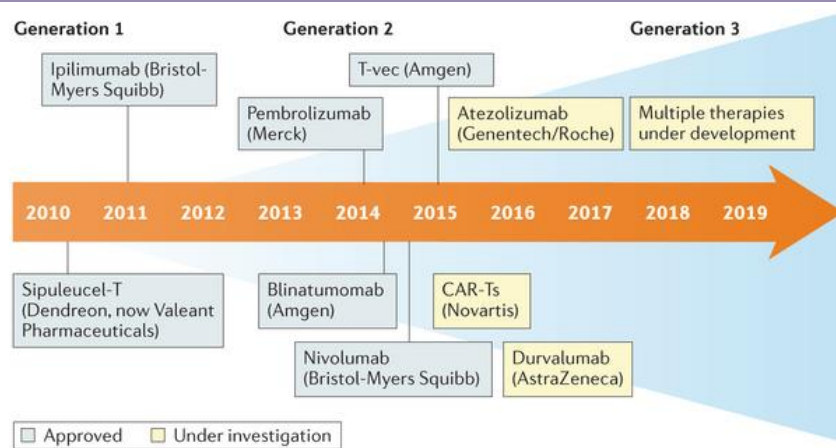 Generation 1
Generation 2
Generation 3
Ipilimumab (Bristol-
Myers Squibb)
T-vec (Amgen)
Pembrolizumab
(Merck)
Atezolizumab
(Genentech/Roche)
Multiple therapies
under development
2010 2011 2012 2013 2014 2015 2016 2017 2018 2019
Sipuleucel-T
(Dendreon, now Valeant
Pharmaceuticals)
Blinatumomab
(Amgen)
CAR-Ts
(Novartis)
Nivolumab
(Bristol-Myers Squibb)
Durvalumab
(AstraZeneca)
Approved
Under investigation